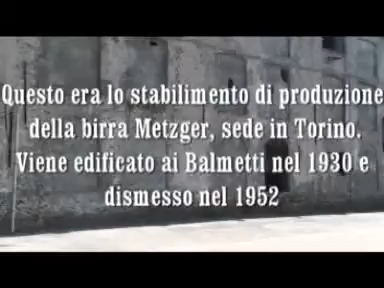 Questo era lo stabilimento di produzione
della birra Metzger, sede in Torino.
Viene edificato ai Balmetti nel 1930 e
dismesso nel 1952